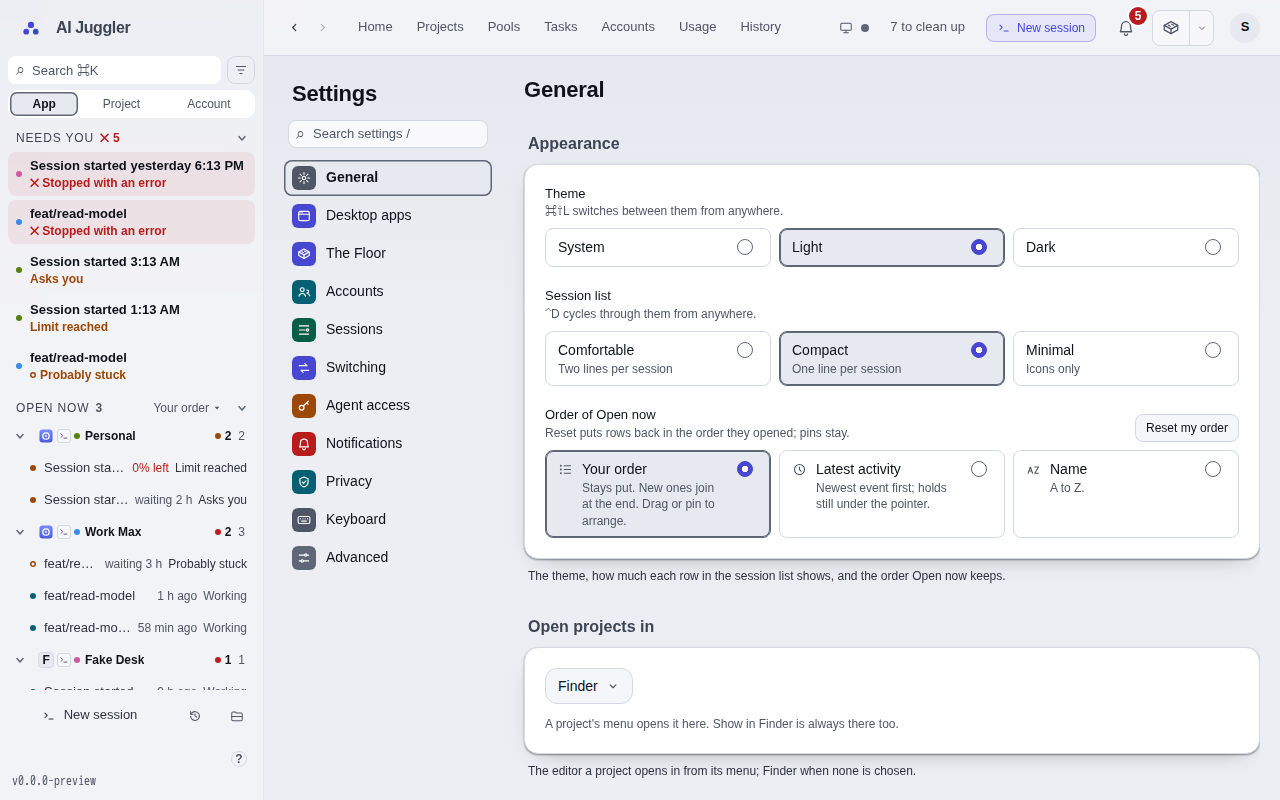 AI Juggler
Search ⌘K
App
Project
Account
NEEDS YOU
5
Session started yesterday 6:13 PM
Stopped with an error
feat/read-model
Stopped with an error
Session started 3:13 AM
Asks you
Session started 1:13 AM
Limit reached
feat/read-model
Probably stuck
OPEN NOW 3
Your order
Personal
2 2
Session sta… 0% left Limit reached
Session star… waiting 2 h Asks you
Work Max
2 3
feat/re… waiting 3 h Probably stuck
feat/read-model 1 h ago Working
feat/read-mo… 58 min ago Working
F
Fake Desk
1 1
New session
?
v0.0.0-preview
Home
Projects
Pools
Tasks
Accounts
Usage
History
7 to clean up
New session
5
S
Settings
Search settings /
General
Desktop apps
The Floor
Accounts
Sessions
Switching
Agent access
Notifications
Privacy
Keyboard
Advanced
General
Appearance
Theme
⌘⇧L switches between them from anywhere.
System
Light
Dark
Session list
⌃D cycles through them from anywhere.
Comfortable
Two lines per session
Compact
One line per session
Minimal
Icons only
Order of Open now
Reset puts rows back in the order they opened; pins stay.
Reset my order
Your order
Stays put. New ones join
at the end. Drag or pin to
arrange.
Latest activity
Newest event first; holds
still under the pointer.
AZ
Name
A to Z.
The theme, how much each row in the session list shows, and the order Open now keeps.
Open projects in
Finder
A project's menu opens it here. Show in Finder is always there too.
The editor a project opens in from its menu; Finder when none is chosen.